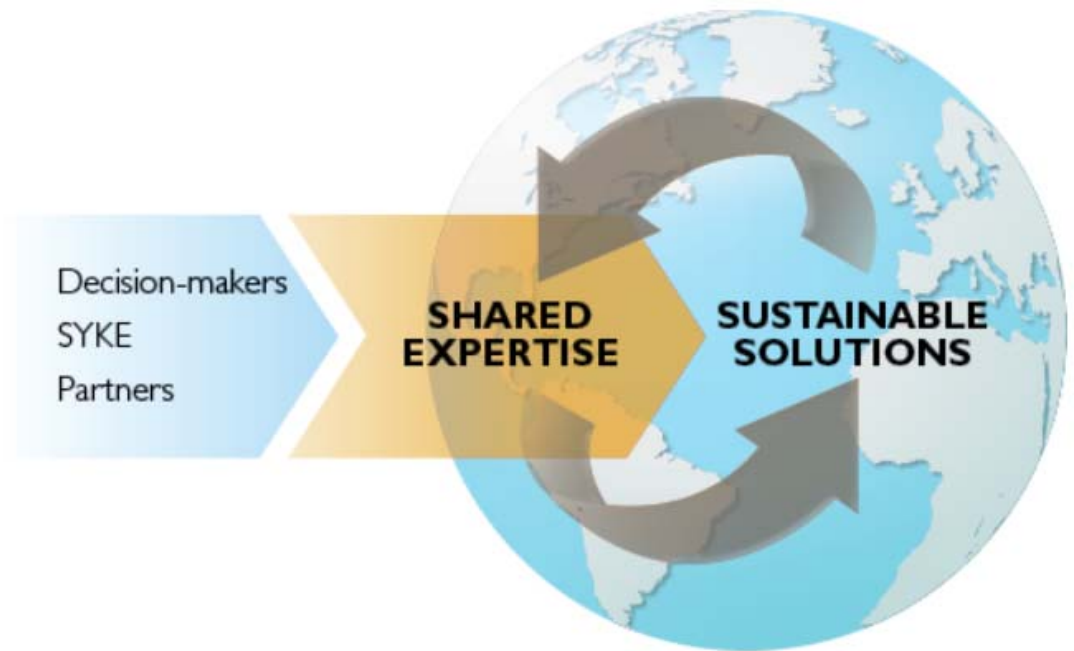 Decision-makers
SYKE
Partners
SHARED
EXPERTISE
SUSTAINABLE
SOLUTIONS